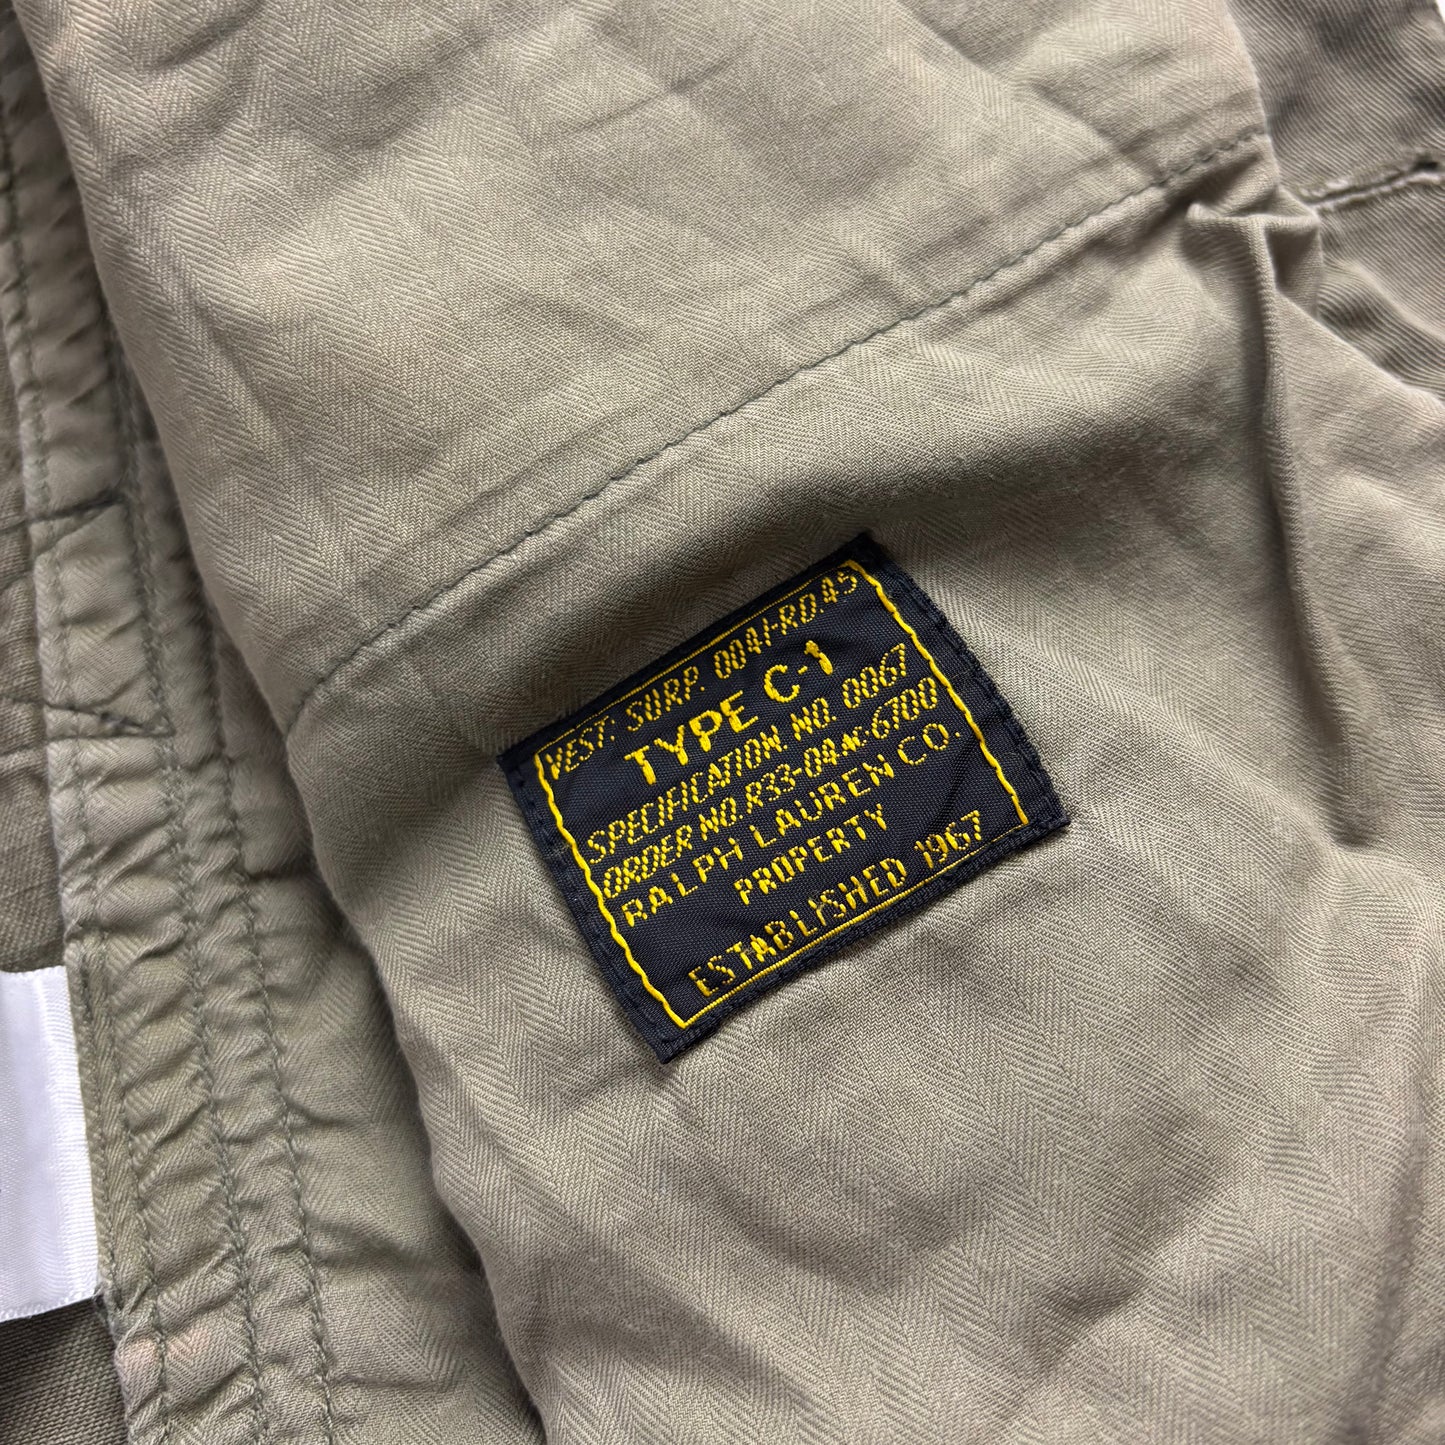 VEST. SURP. 0041-RD.45
TYPE C-1
SPECIFICATION. NO. 0067
ORDER NO. R33-04 N: 6700
RALPH LAUREN CO.
PROPERTY
ESTABLISHED 1967